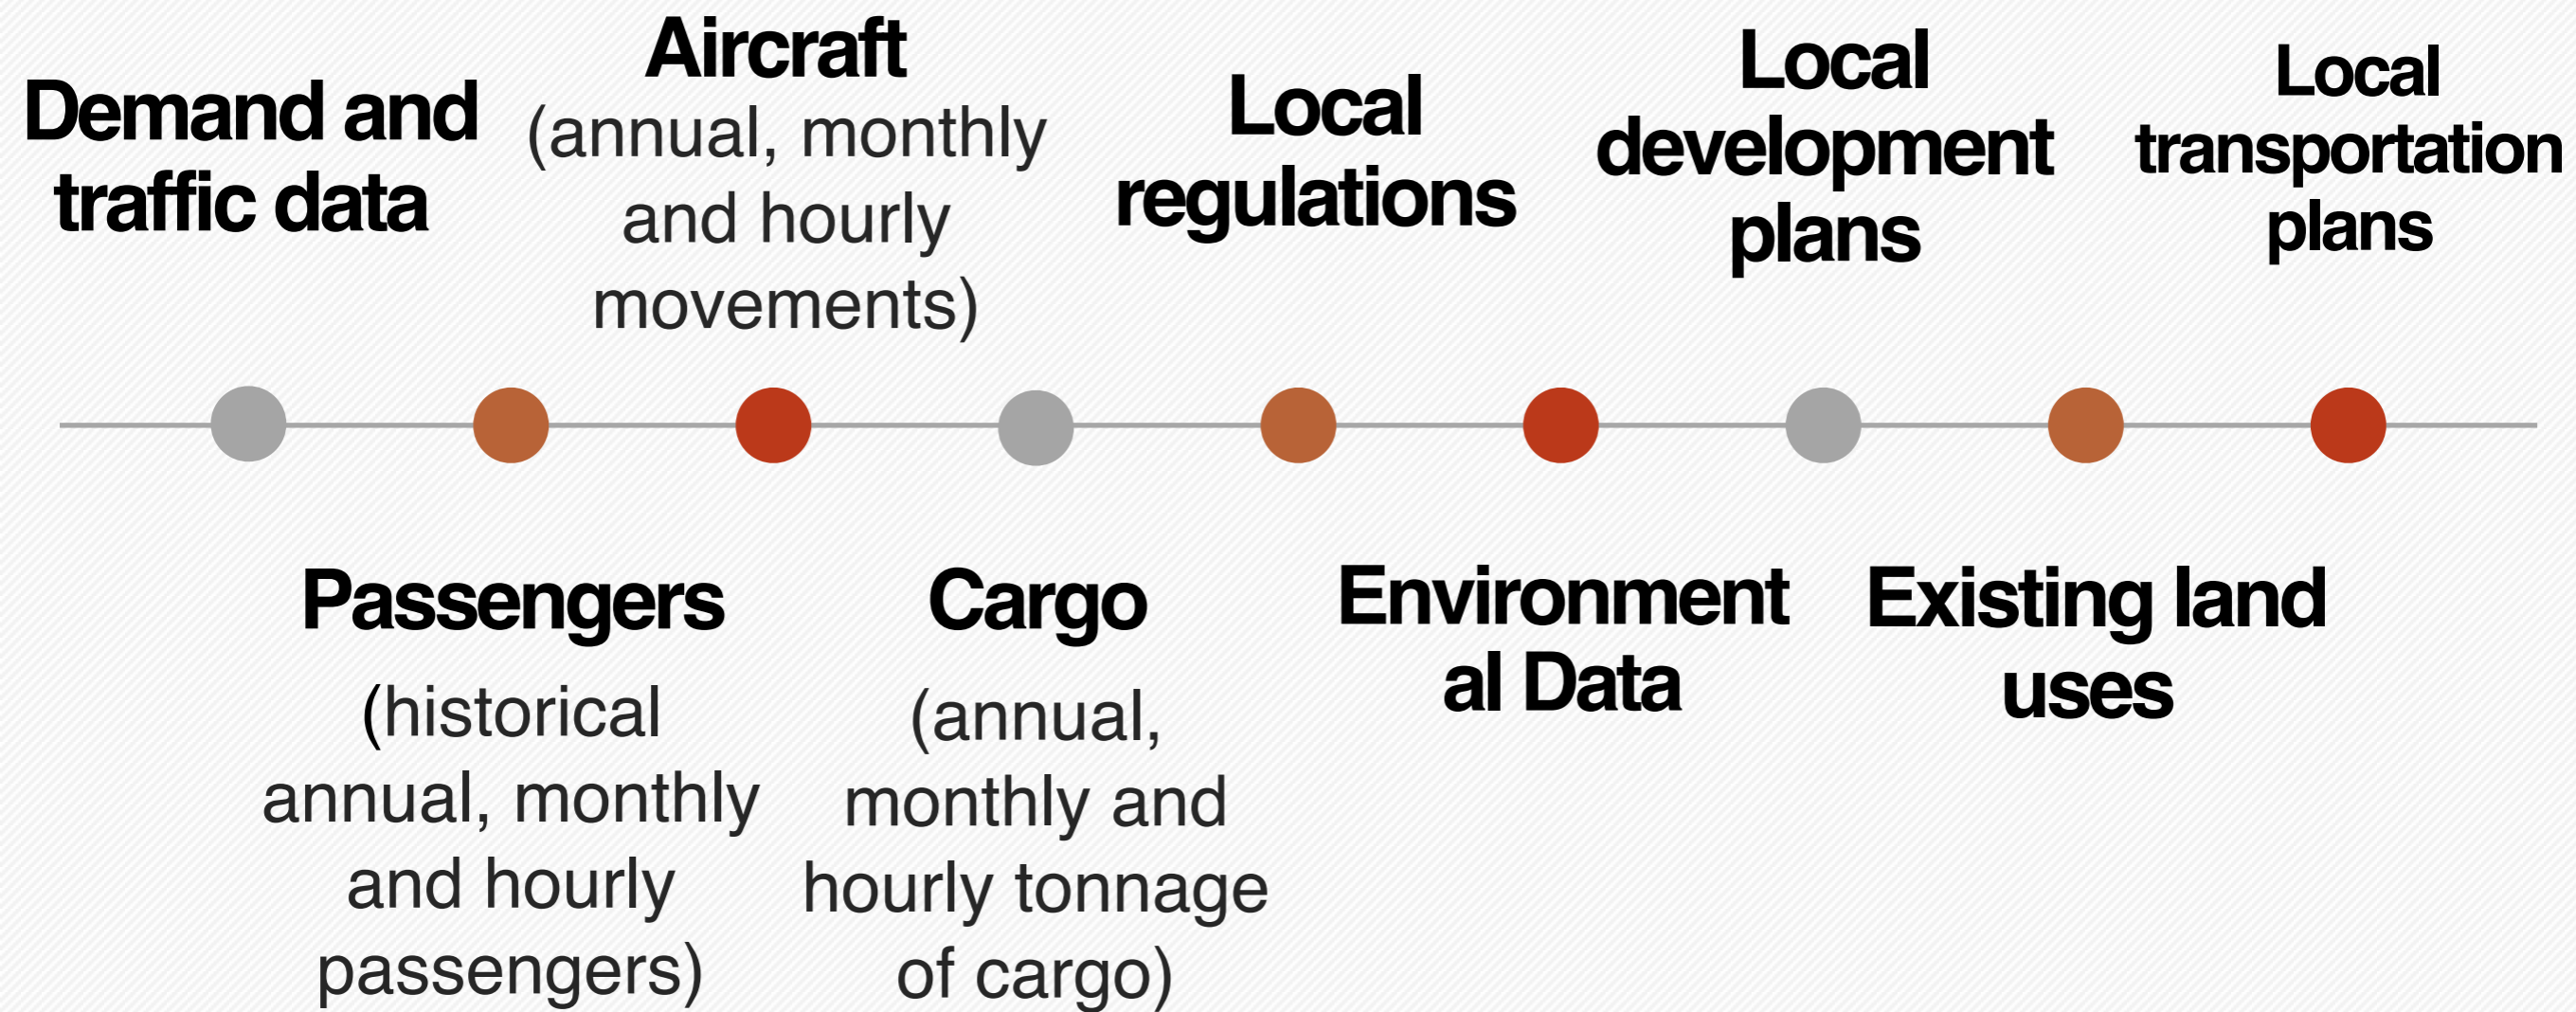 Demand and
traffic data
Passengers
(historical
annual, monthly
and hourly
passengers)
Aircraft
(annual, monthly
and hourly
movements)
Cargo
(annual,
monthly and
hourly tonnage
of cargo)
Local
regulations
Environment
al Data
Local
development
plans
Existing land
uses
Local
transportation
plans